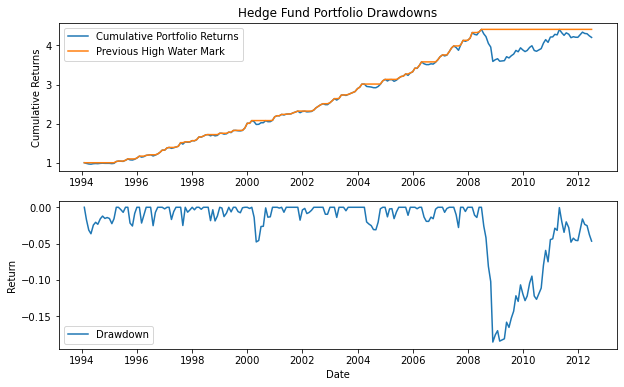 Hedge Fund Portfolio Drawdowns
Cumulative Returns
4
3
2
1
Cumulative Portfolio Returns
Previous High Water Mark
1994 1996 1998 2000 2002 2004 2006 2008 2010 2012
Return
0.00
−0.05
−0.10
−0.15
Drawdown
1994 1996 1998 2000 2002 2004 2006 2008 2010 2012
Date